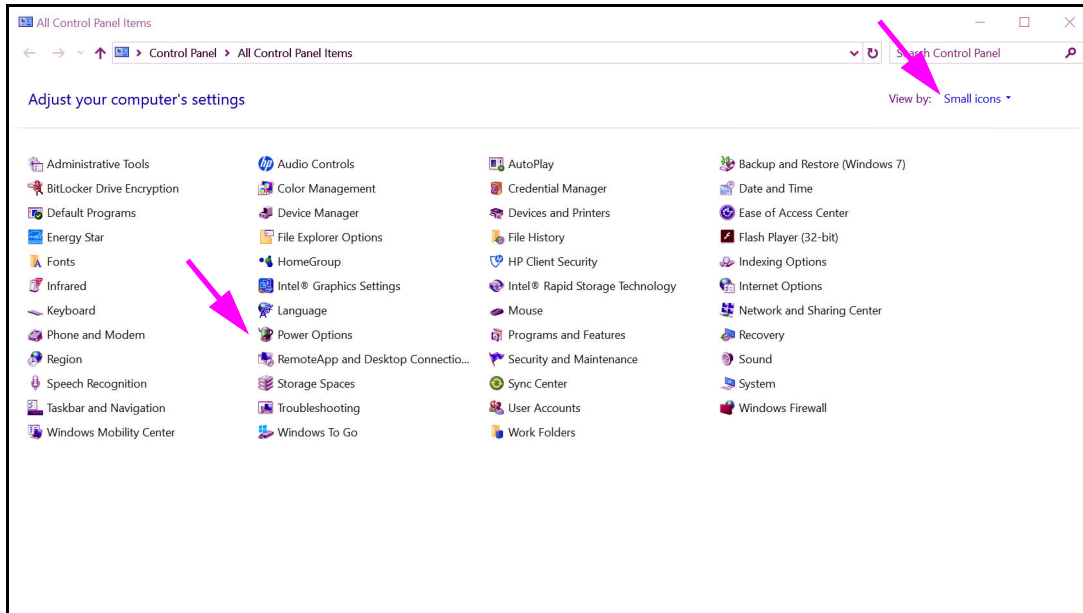 All Control Panel Items
Control Panel > All Control Panel Items
Search Control Panel
Adjust your computer's settings
View by: Small icons
Administrative Tools
Audio Controls
AutoPlay
Backup and Restore (Windows 7)
BitLocker Drive Encryption
Color Management
Credential Manager
Date and Time
Default Programs
Device Manager
Devices and Printers
Ease of Access Center
Energy Star
File Explorer Options
File History
Flash Player (32-bit)
Fonts
HomeGroup
HP Client Security
Indexing Options
Infrared
Intel® Graphics Settings
Intel® Rapid Storage Technology
Internet Options
Keyboard
Language
Mouse
Network and Sharing Center
Phone and Modem
Power Options
Programs and Features
Recovery
Region
RemoteApp and Desktop Connectio...
Security and Maintenance
Sound
Speech Recognition
Storage Spaces
Sync Center
System
Taskbar and Navigation
Troubleshooting
User Accounts
Windows Firewall
Windows Mobility Center
Windows To Go
Work Folders